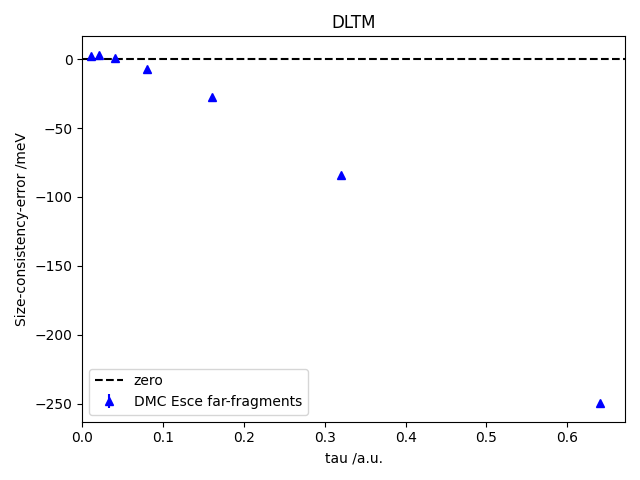 DLTM
Size-consistency-error /meV
0
−50
−100
−150
−200
−250
zero
DMC Esce far-fragments
0.0 0.1 0.2 0.3 0.4 0.5 0.6
tau /a.u.